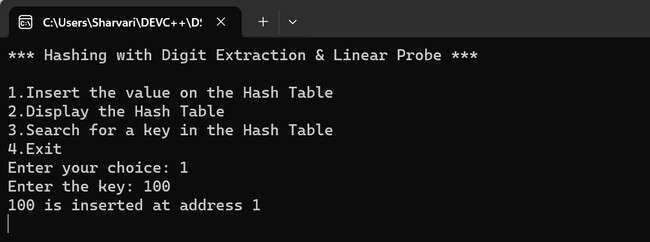 C:\Users\Sharvari\DEVC++\DS
*** Hashing with Digit Extraction & Linear Probe ***
1.Insert the value on the Hash Table
2.Display the Hash Table
3.Search for a key in the Hash Table
4.Exit
Enter your choice: 1
Enter the key: 100
100 is inserted at address 1